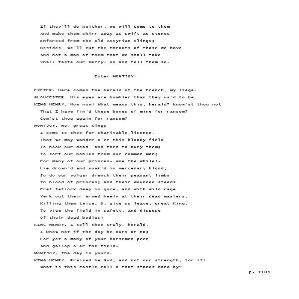 If they'll do neither, we will come to them
And make them skirr away as swift as stones
Enforced from the old Assyrian slings;
Besides, we'll cut the throats of those we have
And not a man of them that we shall take
Shall taste our mercy. Go and tell them so.
Enter MONTJOY
EXETER. Here comes the herald of the French, my liege.
GLOUCESTER. His eyes are humbler than they us'd to be.
KING HENRY. How now! What means this, herald? know'st thou not
That I have fin'd these bones of mine for ransom?
Com'st thou again for ransom?
MONTJOY. No, great King;
I come to thee for charitable licence,
That we may wander o'er this bloody field
To book our dead, and then to bury them;
To sort our nobles from our common men;
For many of our princes- woe the while!-
Lie drown'd and soak'd in mercenary blood;
So do our vulgar drench their peasant limbs
In blood of princes; and their wounded steeds
Fret fetlock deep in gore, and with wild rage
Yerk out their armed heels at their dead masters,
Killing them twice. O, give us leave, great King,
To view the field in safety, and dispose
Of their dead bodies!
KING HENRY. I tell thee truly, herald,
I know not if the day be ours or no;
For yet a many of your horsemen peer
And gallop o'er the field.
MONTJOY. The day is yours.
KING HENRY. Praised be God, and not our strength, for it!
What is this castle call'd that stands hard by?